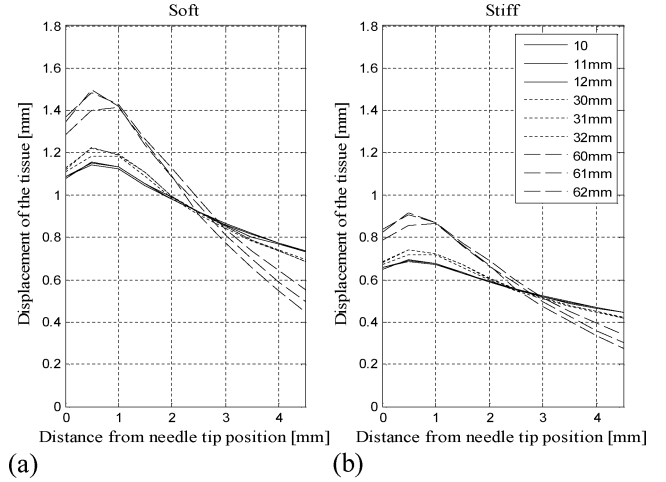 Soft
Displacement of the tissue [mm]
1.8
1.6
1.4
1.2
1
0.8
0.6
0.4
0.2
0
0 1 2 3 4
Distance from needle tip position [mm]
(a)
Stiff
Displacement of the tissue [mm]
1.8
1.6
1.4
1.2
1
0.8
0.6
0.4
0.2
0
10
11mm
12mm
30mm
31mm
32mm
60mm
61mm
62mm
0 1 2 3 4
Distance from needle tip position [mm]
(b)